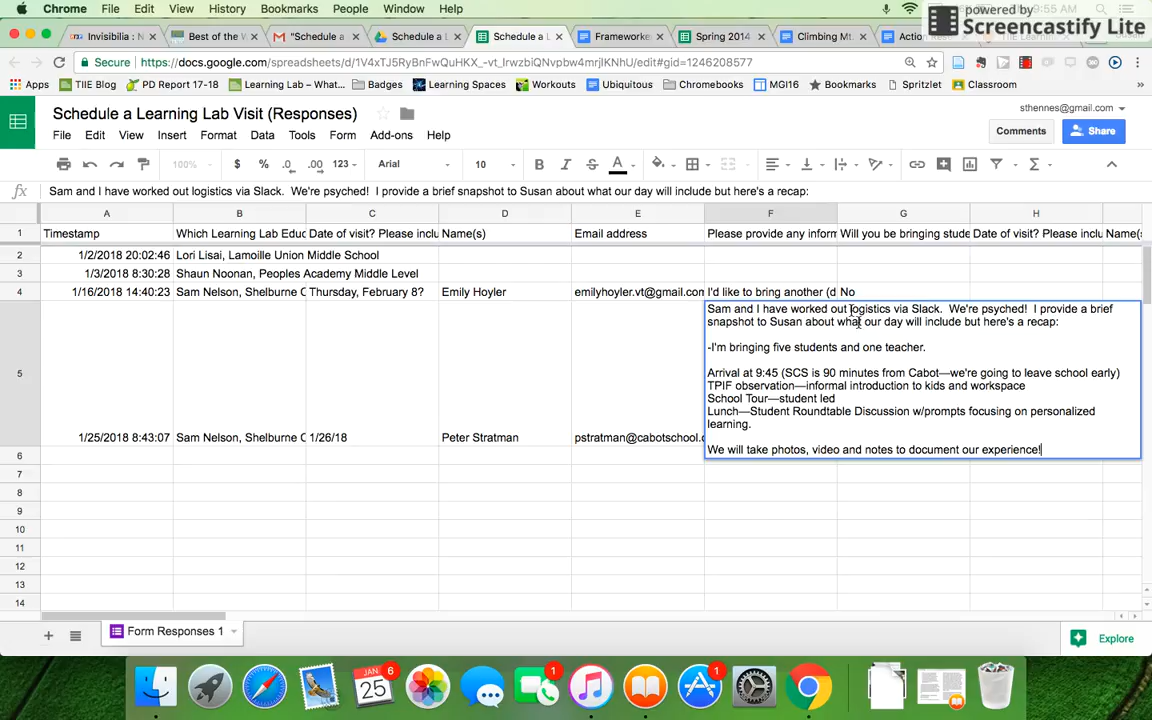 Chrome File Edit View History Bookmarks People Window Help 9:55 AM
powered by
Screencastify Lite
Invisibilia : N Best of the W "Schedule a Schedule a L Schedule a L Frameworke Spring 2014 Climbing Mt. Action TIIE Learnin
Secure https://docs.google.com/spreadsheets/d/
Apps TIIE Blog PD Report 17-18 Learning Lab – What... Badges Learning Spaces Workouts Ubiquitous Chromebooks MGI16 Bookmarks Spritzlet Classroom
Schedule a Learning Lab Visit (Responses)
sthennes@gmail.com
File Edit View Insert Format Data Tools Form Add-ons Help
Comments Share
100% $ % .0 .00 123 Arial 10 B I S A
fx Sam and I have worked out logistics via Slack. We're psyched! I provide a brief snapshot to Susan about what our day will include but here's a recap:
A B C D E F G H
1 Timestamp Which Learning Lab Educ Date of visit? Please inclu Name(s) Email address Please provide any inform Will you be bringing stude Date of visit? Please inclu Name(s
2 1/2/2018 20:02:46 Lori Lisai, Lamoille Union Middle School
3 1/3/2018 8:30:28 Shaun Noonan, Peoples Academy Middle Level
4 1/16/2018 14:40:23 Sam Nelson, Shelburne C Thursday, February 8? Emily Hoyler emilyhoyler.vt@gmail.com I'd like to bring another (d No
Sam and I have worked out logistics via Slack. We're psyched! I provide a brief
snapshot to Susan about what our day will include but here's a recap:
-I'm bringing five students and one teacher.
5
Arrival at 9:45 (SCS is 90 minutes from Cabot—we're going to leave school early)
TPIF observation—informal introduction to kids and workspace
School Tour—student led
Lunch—Student Roundtable Discussion w/prompts focusing on personalized
learning.
1/25/2018 8:43:07 Sam Nelson, Shelburne C 1/26/18 Peter Stratman pstratman@cabotschool.o
We will take photos, video and notes to document our experience!
6
7
8
9
10
11
12
13
14
Form Responses 1
Explore
JAN
25
6
1
1